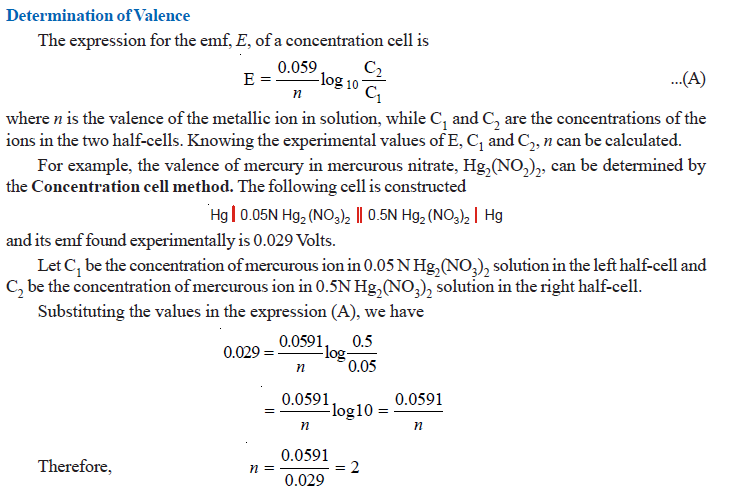 Determination of Valence
The expression for the emf, E, of a concentration cell is
E = 0.059/n log₁₀ C₂/C₁ ...(A)
where n is the valence of the metallic ion in solution, while C₁ and C₂ are the concentrations of the
ions in the two half-cells. Knowing the experimental values of E, C₁ and C₂, n can be calculated.
For example, the valence of mercury in mercurous nitrate, Hg₂(NO₂)₂, can be determined by
the Concentration cell method. The following cell is constructed
Hg | 0.05N Hg₂ (NO₃)₂ || 0.5N Hg₂ (NO₃)₂ | Hg
and its emf found experimentally is 0.029 Volts.
Let C₁ be the concentration of mercurous ion in 0.05 N Hg₂(NO₃)₂ solution in the left half-cell and
C₂ be the concentration of mercurous ion in 0.5N Hg₂(NO₃)₂ solution in the right half-cell.
Substituting the values in the expression (A), we have
0.029 = 0.0591/n log 0.5/0.05
= 0.0591/n log10 = 0.0591/n
Therefore, n = 0.0591/0.029 = 2